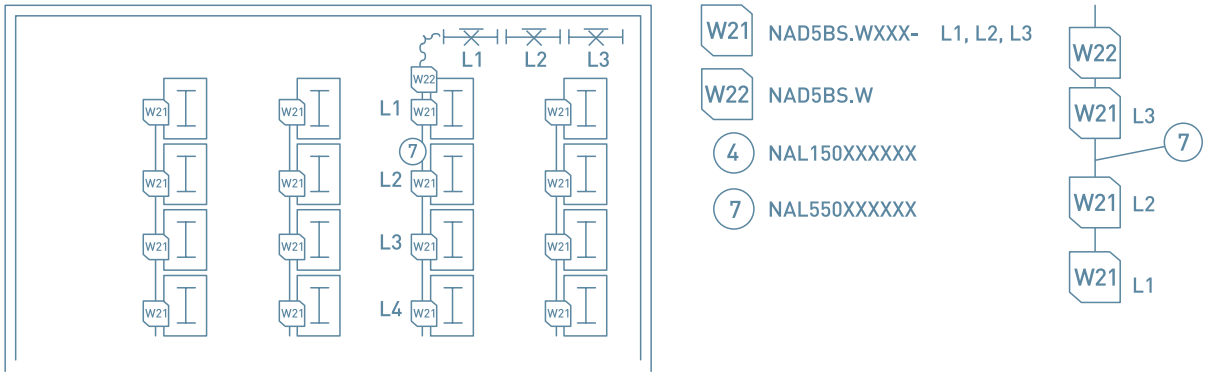 L1 L2 L3
W22
W21 W21 L1 W21 W21
7
W21 W21 L2 W21 W21
W21 W21 L3 W21 W21
W21 W21 L4 W21 W21
W21 NAD5BS.WXXX- L1, L2, L3
W22 NAD5BS.W
4 NAL150XXXXXX
7 NAL550XXXXXX
W22
W21 L3
7
W21 L2
W21 L1